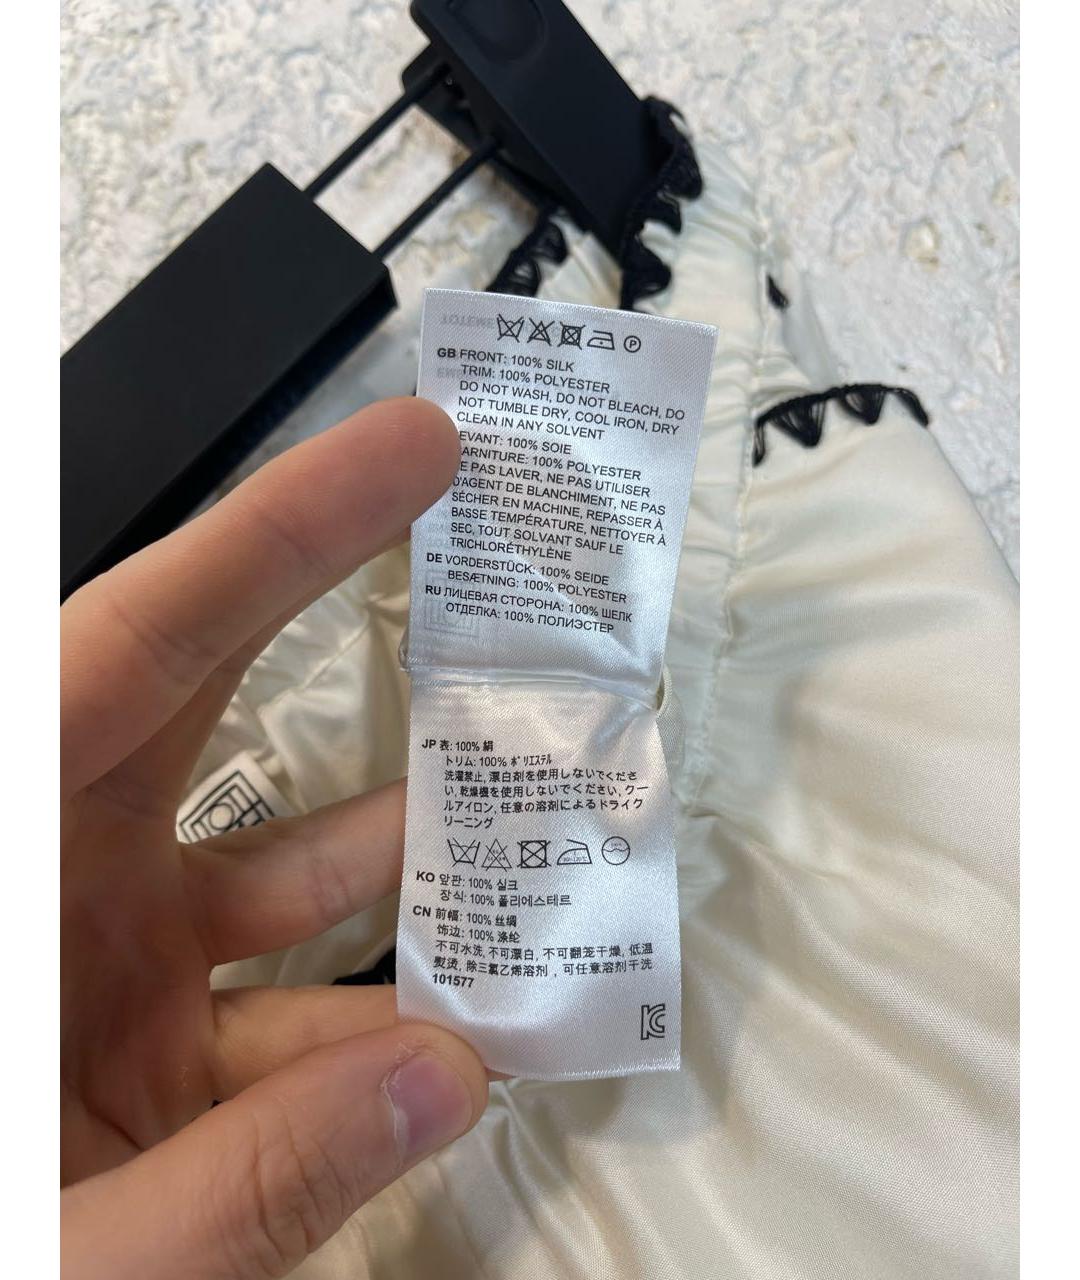 TOTEME
P
GB FRONT: 100% SILK
TRIM: 100% POLYESTER
DO NOT WASH, DO NOT BLEACH, DO
NOT TUMBLE DRY, COOL IRON, DRY
CLEAN IN ANY SOLVENT
EVANT: 100% SOIE
ARNITURE: 100% POLYESTER
E PAS LAVER, NE PAS UTILISER
D'AGENT DE BLANCHIMENT, NE PAS
SÉCHER EN MACHINE, REPASSER À
BASSE TEMPÉRATURE, NETTOYER À
SEC, TOUT SOLVANT SAUF LE
TRICHLORÉTHYLÈNE
DE VORDERSTÜCK: 100% SEIDE
BESÆTNING: 100% POLYESTER
RU ЛИЦЕВАЯ СТОРОНА: 100% ШЕЛК
ОТДЕЛКА: 100% ПОЛИЭСТЕР
JP 表: 100% 絹
トリム: 100% ポリエステル
洗濯禁止, 漂白剤を使用しないでくださ
い, 乾燥機を使用しないでください, クー
ルアイロン, 任意の溶剤によるドライク
リーニング
KO 앞판: 100% 실크
장식: 100% 폴리에스테르
CN 前幅: 100% 丝绸
饰边: 100% 涤纶
不可水洗, 不可漂白, 不可翻笼干燥, 低温
熨烫, 除三氯乙烯溶剂 , 可任意溶剂干洗
101577